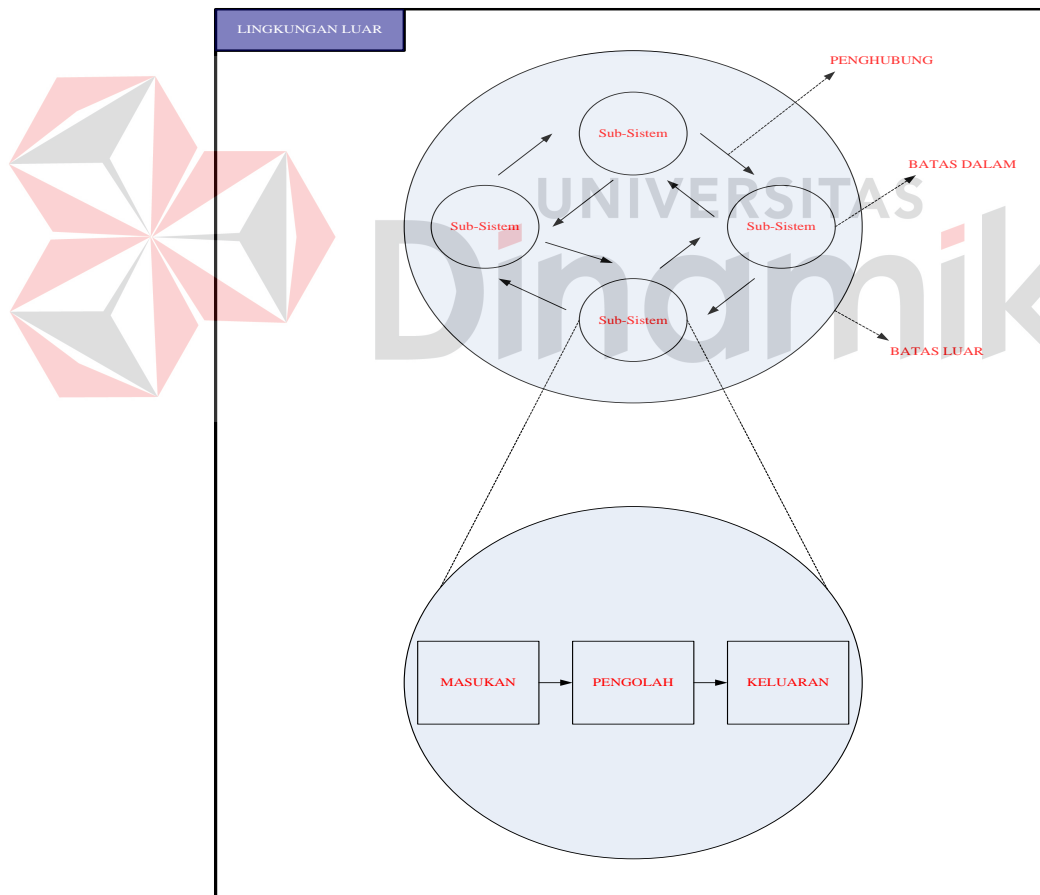 LINGKUNGAN LUAR
PENGHUBUNG
Sub-Sistem
BATAS DALAM
UNIVERSITAS
Sub-Sistem
Sub-Sistem
Dinamik
Sub-Sistem
BATAS LUAR
MASUKAN
PENGOLAH
KELUARAN